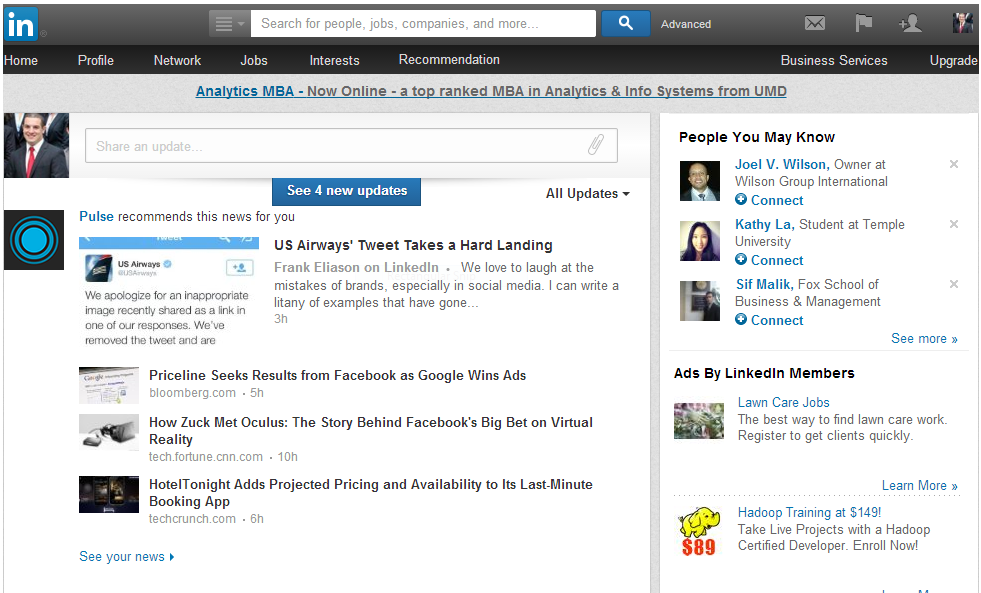 in
Search for people, jobs, companies, and more...
Advanced
Home Profile Network Jobs Interests Recommendation Business Services Upgrade
Analytics MBA - Now Online - a top ranked MBA in Analytics & Info Systems from UMD
Share an update...
See 4 new updates
All Updates
Pulse recommends this news for you
Tweet
US Airways
@USAirways
We apologize for an inappropriate
image recently shared as a link in
one of our responses. We've
removed the tweet and are
US Airways' Tweet Takes a Hard Landing
Frank Eliason on LinkedIn • We love to laugh at the
mistakes of brands, especially in social media. I can write a
litany of examples that have gone...
3h
Google
Priceline Seeks Results from Facebook as Google Wins Ads
bloomberg.com • 5h
How Zuck Met Oculus: The Story Behind Facebook's Big Bet on Virtual
Reality
tech.fortune.cnn.com • 10h
HotelTonight Adds Projected Pricing and Availability to Its Last-Minute
Booking App
techcrunch.com • 6h
See your news
People You May Know
Joel V. Wilson, Owner at
Wilson Group International
Connect
Kathy La, Student at Temple
University
Connect
Sif Malik, Fox School of
Business & Management
Connect
See more »
Ads By LinkedIn Members
Lawn Care Jobs
The best way to find lawn care work.
Register to get clients quickly.
Learn More »
Hadoop Training at $149!
Take Live Projects with a Hadoop
Certified Developer. Enroll Now!
$89